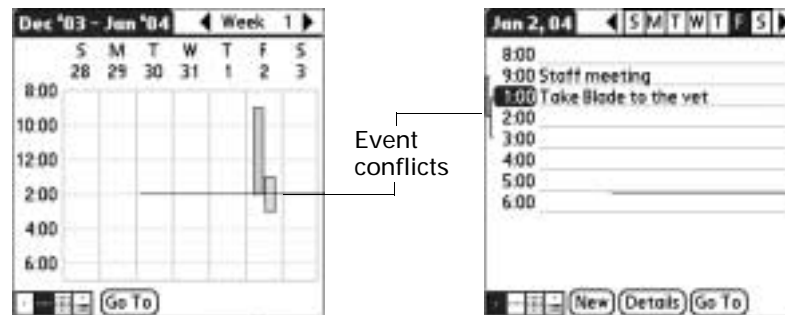 Dec '03 - Jan '04 Week 1
S M T W T F S
28 29 30 31 1 2 3
8:00
10:00
12:00
2:00
4:00
6:00
Go To
Event
conflicts
Jan 2, 04 S M T W T F S
8:00
9:00 Staff meeting
1:00 Take Blade to the vet
2:00
3:00
4:00
5:00
6:00
New Details Go To